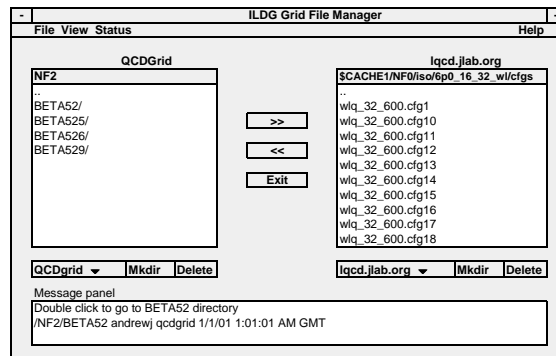 - ILDG Grid File Manager -
File View Status Help
QCDGrid
NF2
..
BETA52/
BETA525/
BETA526/
BETA529/
>>
<<
Exit
lqcd.jlab.org
$CACHE1/NF0/iso/6p0_16_32_wl/cfgs
..
wlq_32_600.cfg1
wlq_32_600.cfg10
wlq_32_600.cfg11
wlq_32_600.cfg12
wlq_32_600.cfg13
wlq_32_600.cfg14
wlq_32_600.cfg15
wlq_32_600.cfg16
wlq_32_600.cfg17
wlq_32_600.cfg18
QCDgrid Mkdir Delete
lqcd.jlab.org Mkdir Delete
Message panel
Double click to go to BETA52 directory
/NF2/BETA52 andrewj qcdgrid 1/1/01 1:01:01 AM GMT